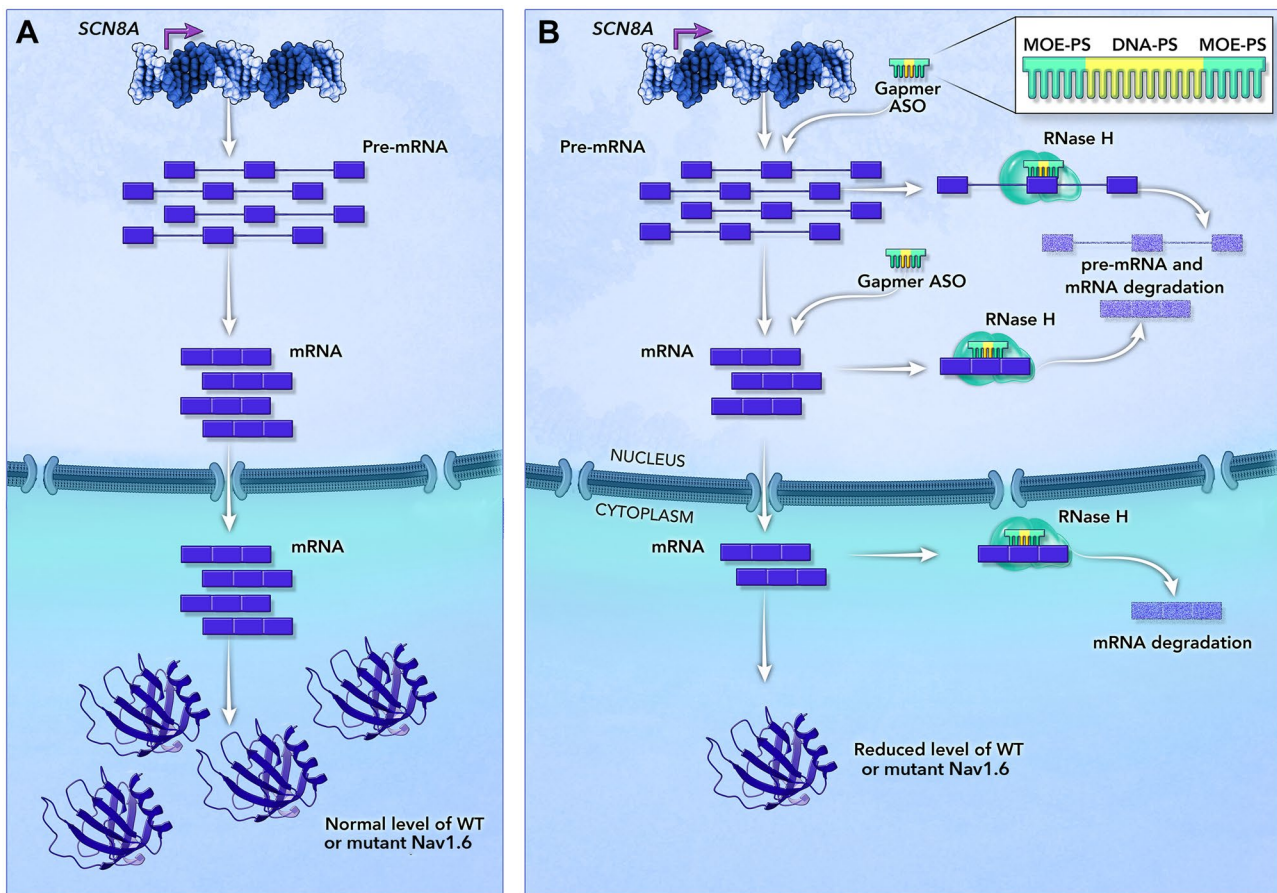 A
SCN8A
Pre-mRNA
mRNA
mRNA
Normal level of WT
or mutant Nav1.6
B
SCN8A
Gapmer ASO
MOE-PS DNA-PS MOE-PS
Pre-mRNA
RNase H
pre-mRNA and
mRNA degradation
Gapmer ASO
RNase H
mRNA
NUCLEUS
CYTOPLASM
RNase H
mRNA
mRNA degradation
Reduced level of WT
or mutant Nav1.6